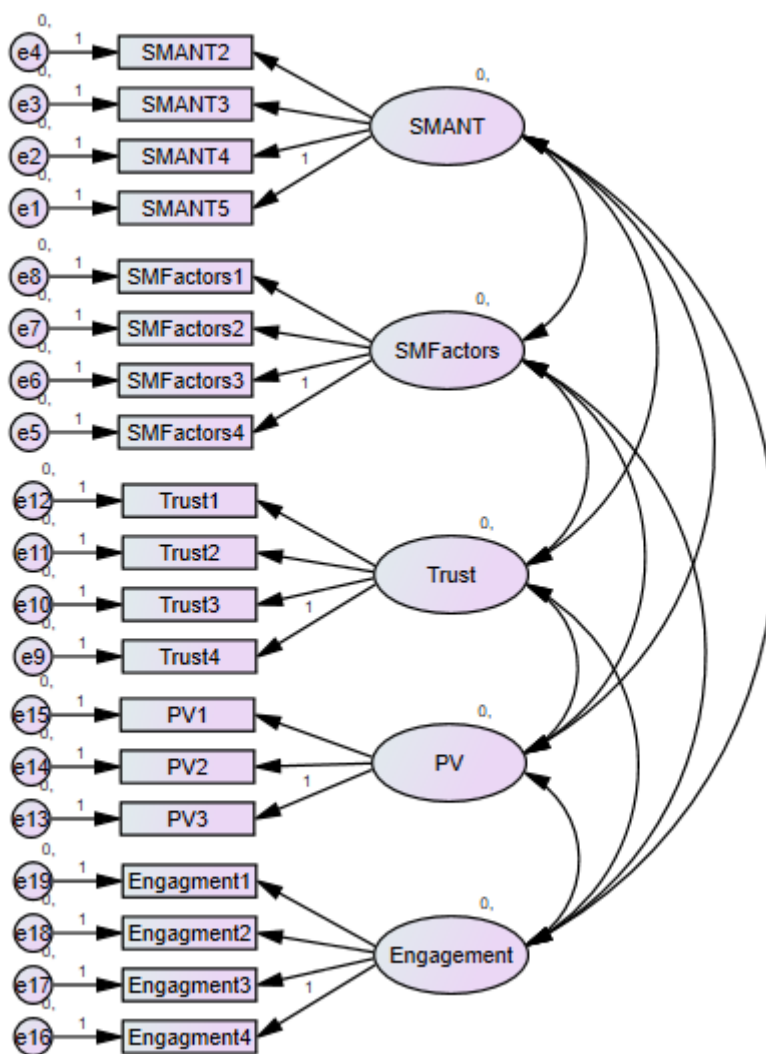 0,
e4 1 SMANT2
0,
e3 1 SMANT3
0,
e2 1 SMANT4
0,
e1 1 SMANT5
0,
SMANT
1
0,
e8 1 SMFactors1
0,
e7 1 SMFactors2
0,
e6 1 SMFactors3
0,
e5 1 SMFactors4
0,
SMFactors
1
0,
e12 1 Trust1
0,
e11 1 Trust2
0,
e10 1 Trust3
0,
e9 1 Trust4
0,
Trust
1
0,
e15 1 PV1
0,
e14 1 PV2
0,
e13 1 PV3
0,
PV
1
0,
e19 1 Engagment1
0,
e18 1 Engagment2
0,
e17 1 Engagment3
0,
e16 1 Engagment4
0,
Engagement
1